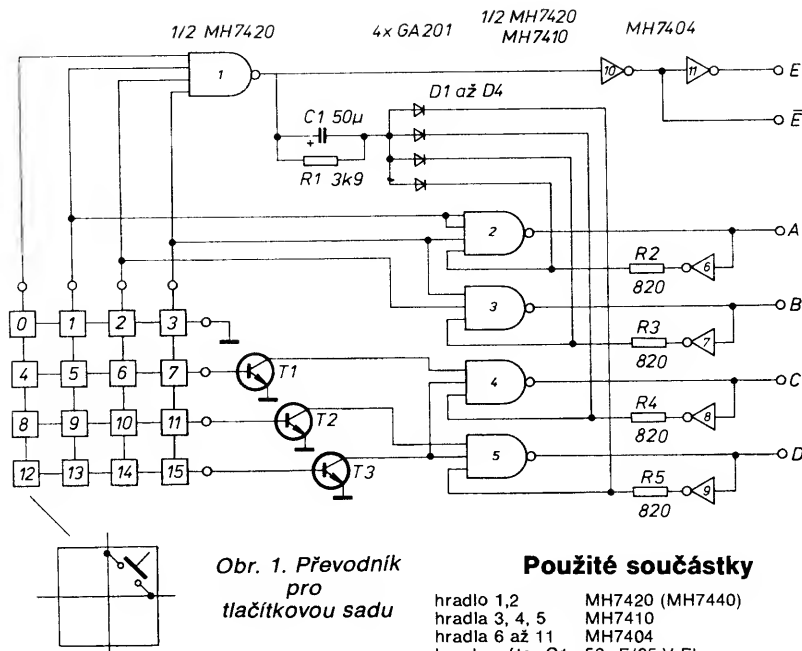 1/2 MH7420
4x GA201
1/2 MH7420
MH7410
MH7404
1
10
11
E
E̅
D1 až D4
C1 50µ
+
R1 3k9
2
A
R2
820
6
3
B
R3
820
7
4
C
R4
820
8
5
D
R5
820
9
0 1 2 3
4 5 6 7
T1
8 9 10 11
T2
12 13 14 15
T3
Obr. 1. Převodník
pro
tlačítkovou sadu
Použité součástky
hradlo 1,2 MH7420 (MH7440)
hradla 3, 4, 5 MH7410
hradla 6 až 11 MH7404